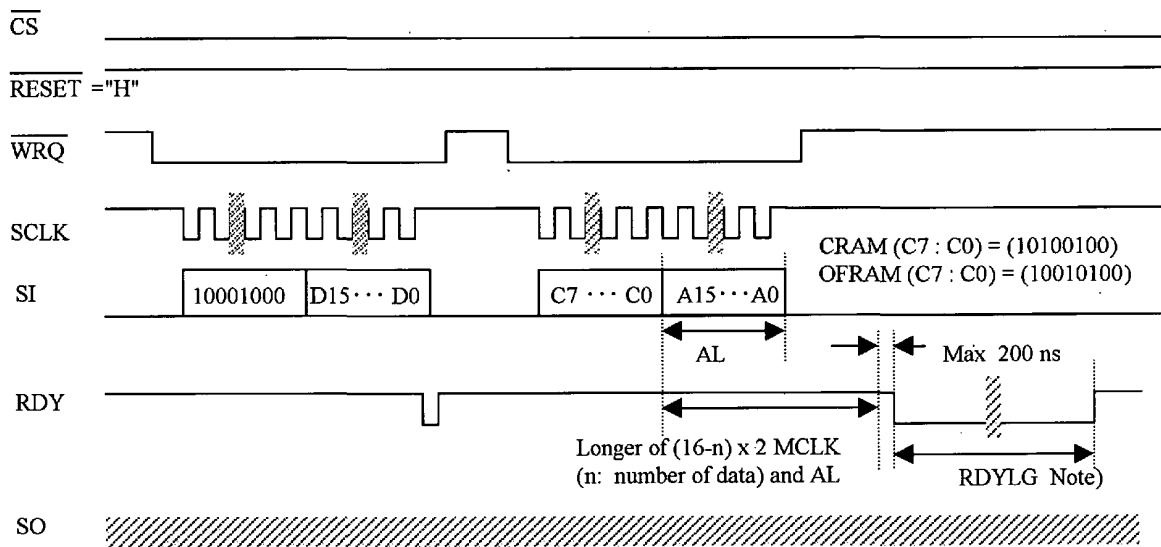 CS
RESET ="H"
WRQ
SCLK
CRAM (C7 : C0) = (10100100)
OFRAM (C7 : C0) = (10010100)
SI
10001000
D15··· D0
C7 ··· C0
A15···A0
AL
Max 200 ns
RDY
Longer of (16-n) x 2 MCLK
(n: number of data) and AL
RDYLG Note)
SO